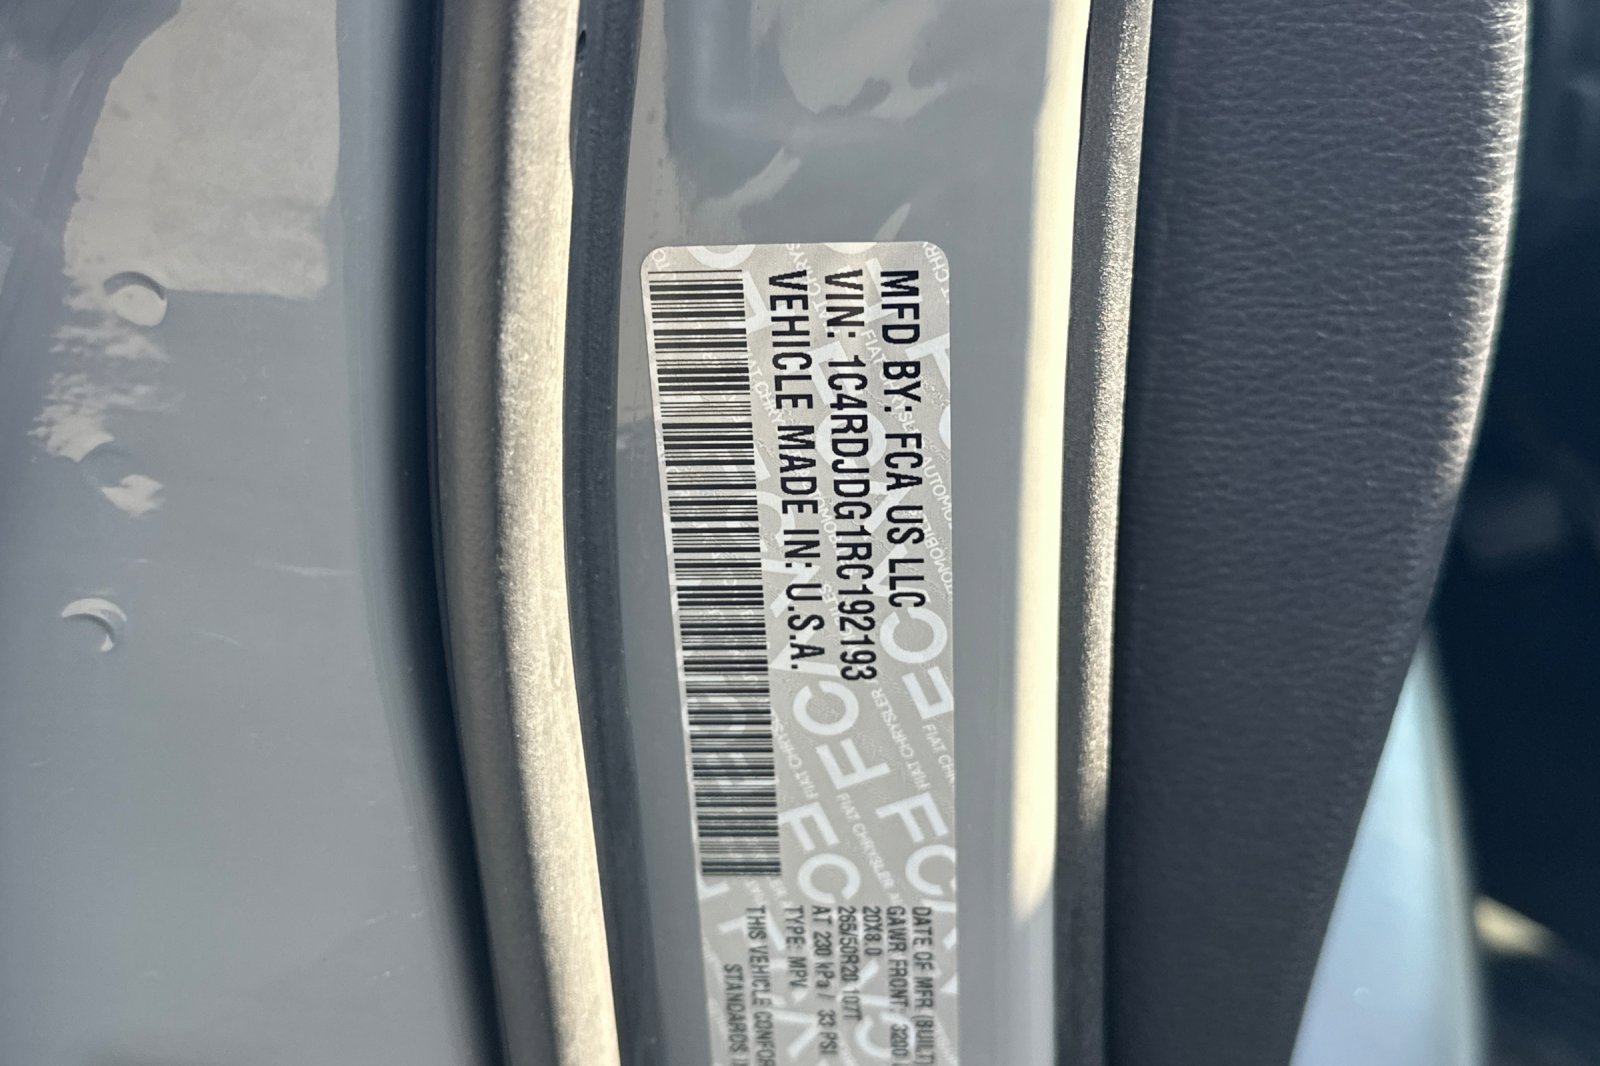 MFD BY: FCA US LLC
VIN: 1C4RDJDG1RC192193
VEHICLE MADE IN: U.S.A.
DATE OF MFR (BUILT)
GAWR FRONT: 3200
20X8.0
265/50R20 107T
AT 230 kPa / 33 PSI
TYPE: MPV
THIS VEHICLE CONFOR
STANDARDS